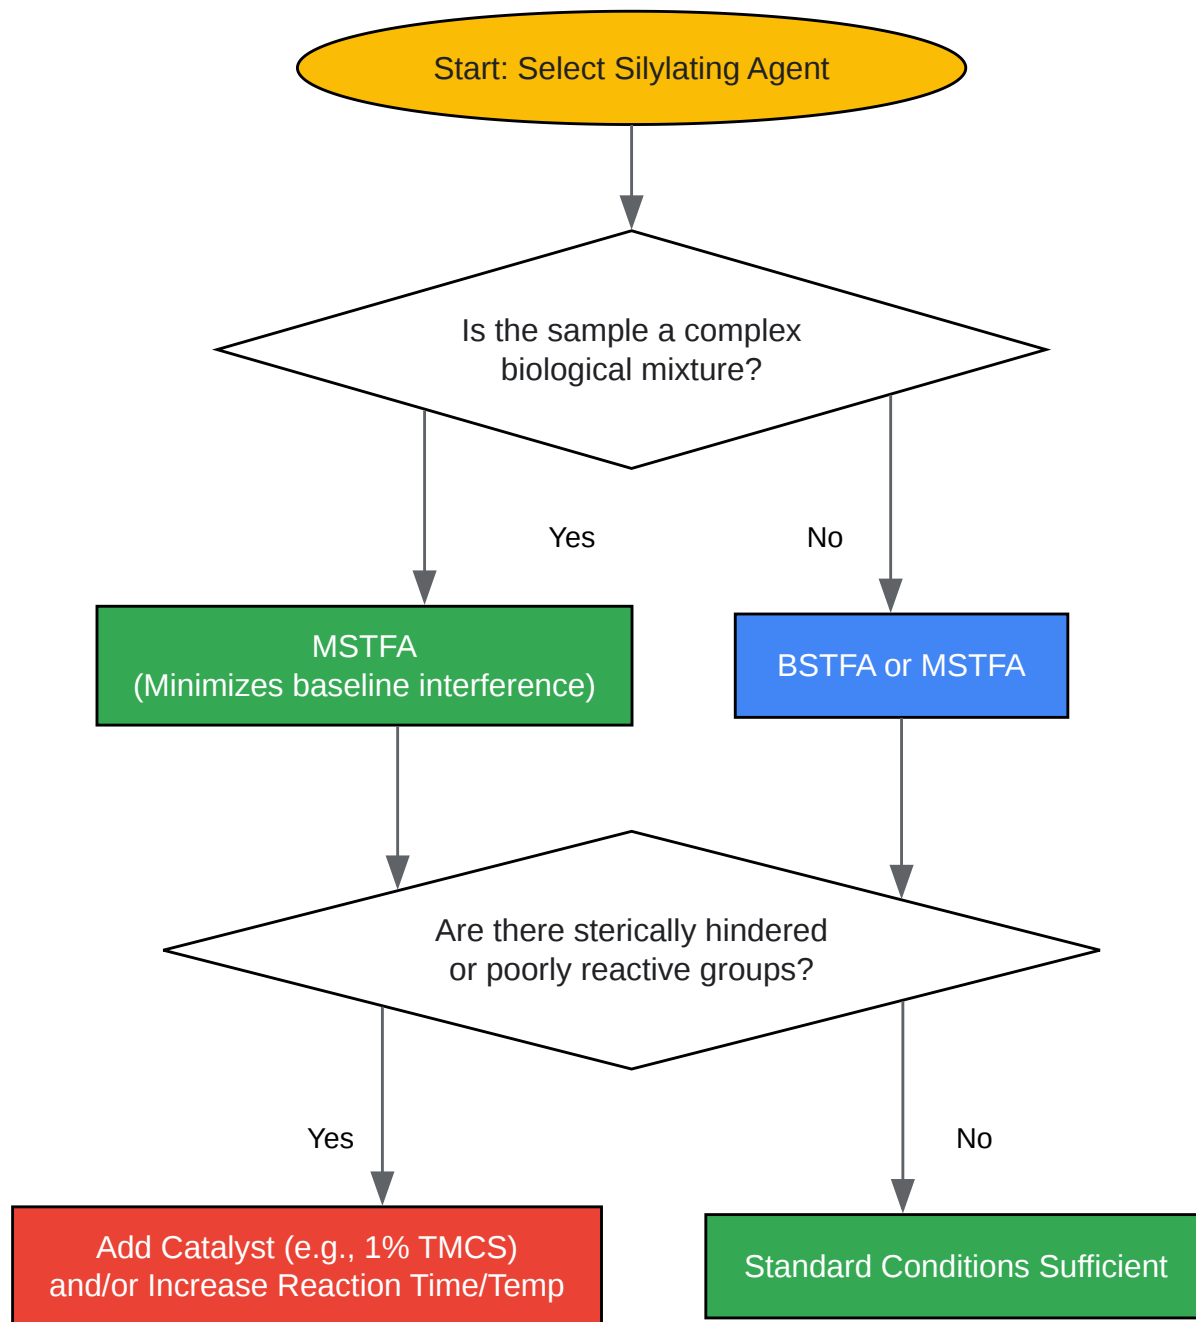 Start: Select Silylating Agent
Is the sample a complex
biological mixture?
Yes
No
MSTFA
(Minimizes baseline interference)
BSTFA or MSTFA
Are there sterically hindered
or poorly reactive groups?
Yes
No
Add Catalyst (e.g., 1% TMCS)
and/or Increase Reaction Time/Temp
Standard Conditions Sufficient